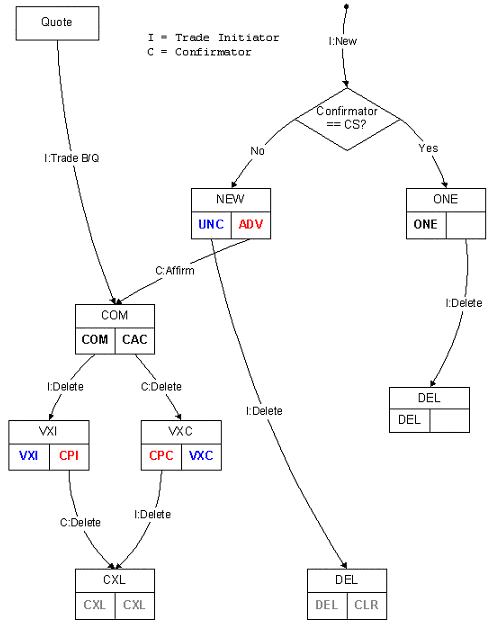 Quote
I = Trade Initiator
C = Confirmator
I:New
Confirmator
== CS?
No
Yes
I:Trade B/Q
NEW
UNC ADV
ONE
ONE
C:Affirm
I:Delete
COM
COM CAC
I:Delete
C:Delete
I:Delete
DEL
DEL
VXI
VXI CPI
VXC
CPC VXC
C:Delete
I:Delete
CXL
CXL CXL
DEL
DEL CLR